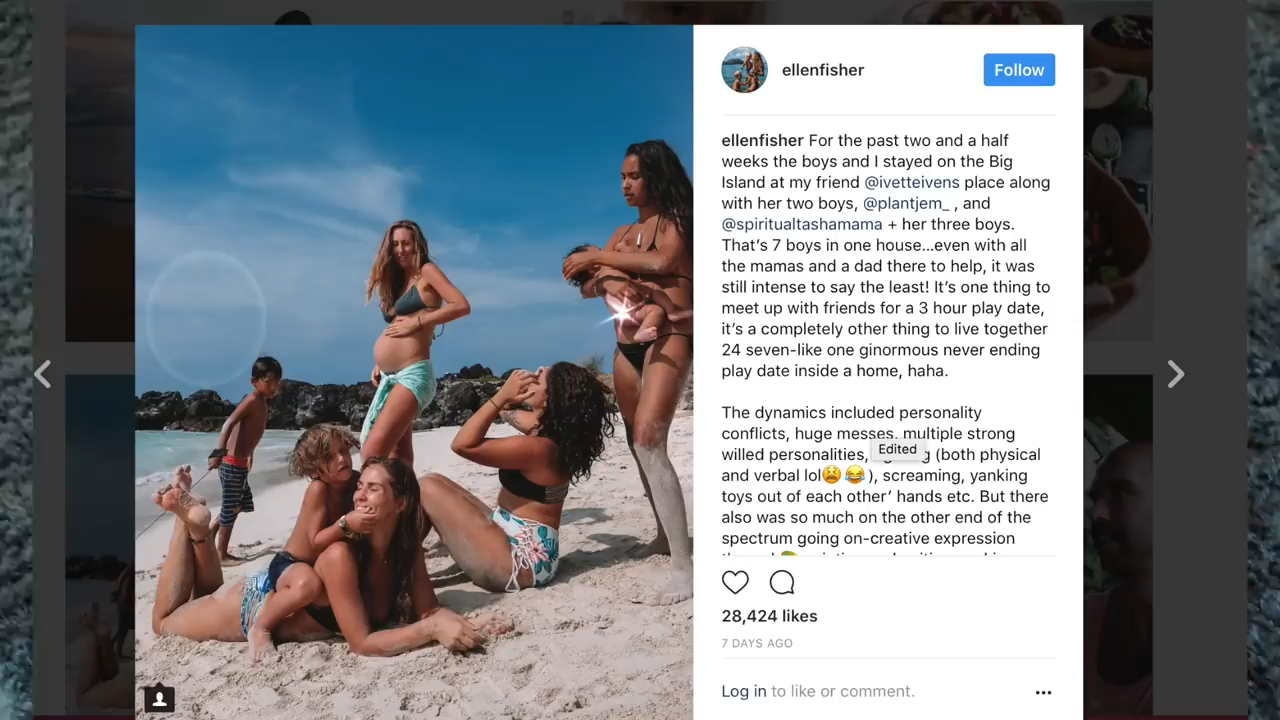 ellenfisher
Follow
ellenfisher For the past two and a half
weeks the boys and I stayed on the Big
Island at my friend @ivetteivens place along
with her two boys, @plantjem_ , and
@spiritualtashamama + her three boys.
That’s 7 boys in one house...even with all
the mamas and a dad there to help, it was
still intense to say the least! It’s one thing to
meet up with friends for a 3 hour play date,
it’s a completely other thing to live together
24 seven-like one ginormous never ending
play date inside a home, haha.
The dynamics included personality
conflicts, huge messes, multiple strong
Edited
willed personalities, (both physical
and verbal lol😫😂), screaming, yanking
toys out of each other’ hands etc. But there
also was so much on the other end of the
spectrum going on-creative expression
28,424 likes
7 DAYS AGO
Log in to like or comment.